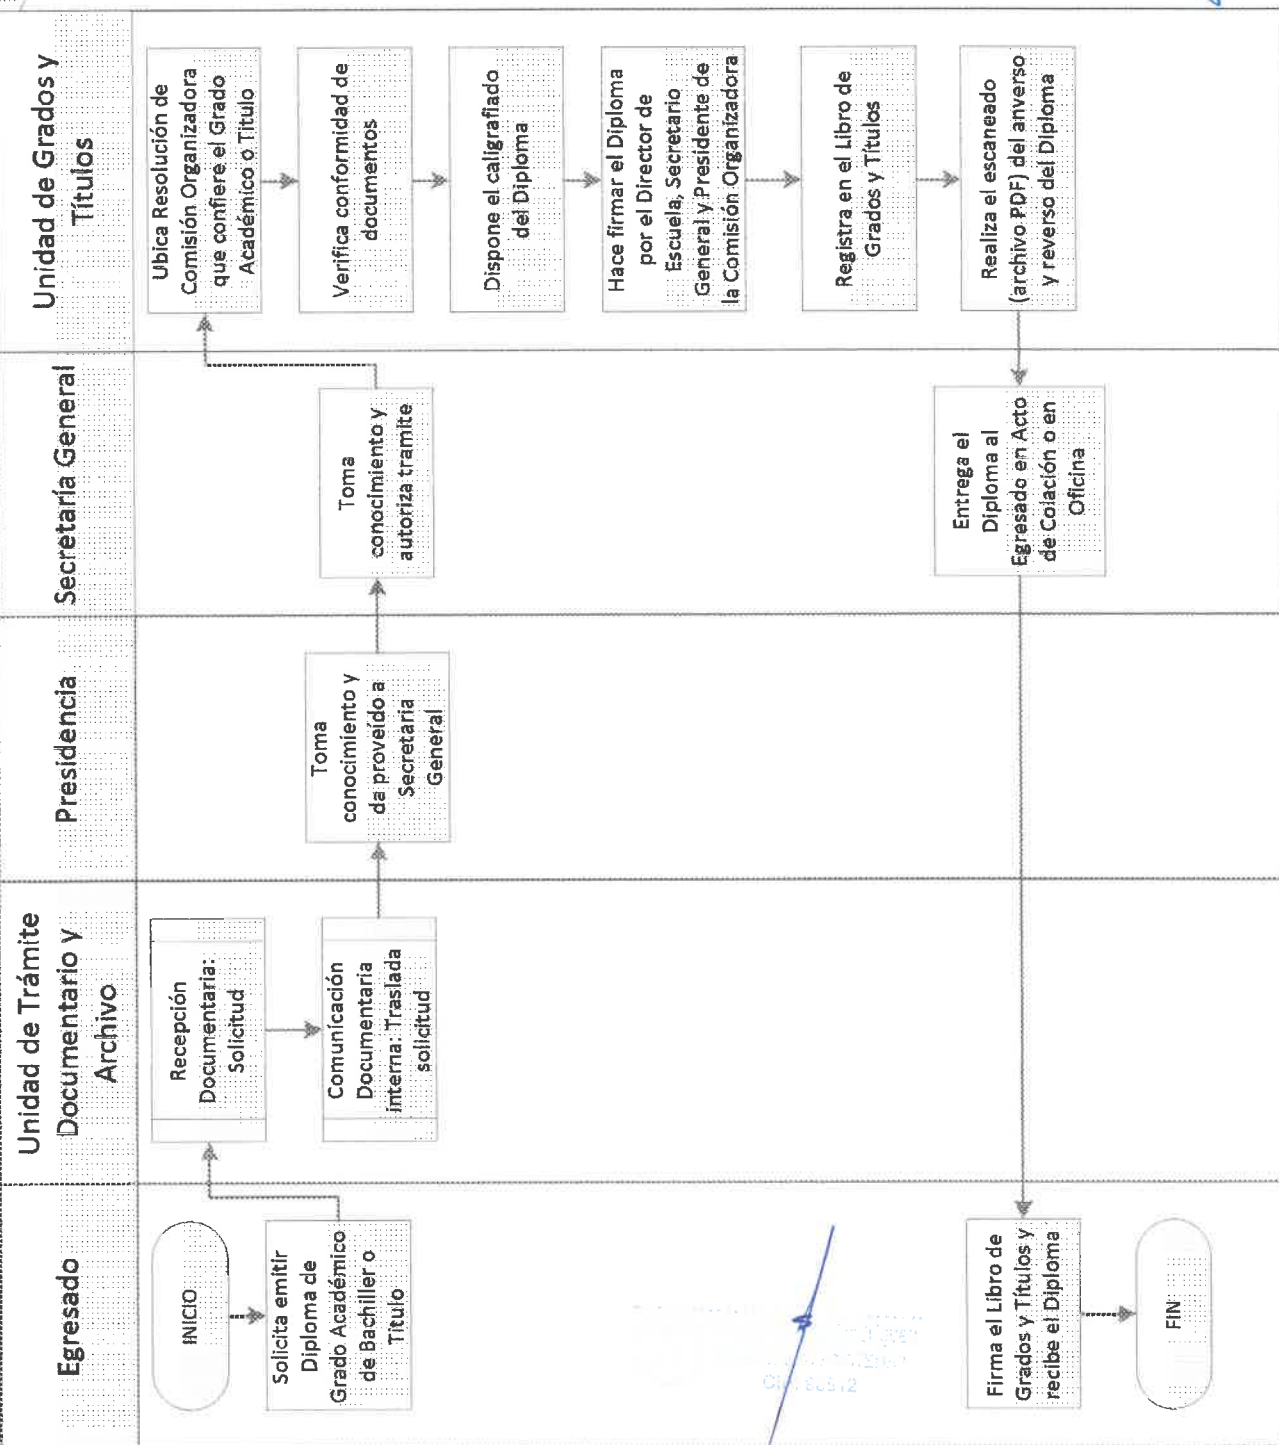 Egresado
Unidad de Trámite
Documentario y
Archivo
Presidencia
Secretaría General
Unidad de Grados y
Títulos
INICIO
Solicita emitir
Diploma de
Grado Académico
de Bachiller o
Título
Recepción
Documentaria:
Solicitud
Comunicación
Documentaria
interna: Traslada
solicitud
Toma
conocimiento y
da proveído a
Secretaria
General
Toma
conocimiento y
autoriza tramite
Ubica Resolución de
Comisión Organizadora
que confiere el Grado
Académico o Título
Verifica conformidad de
documentos
Dispone el caligrafiado
del Diploma
Hace firmar el Diploma
por el Director de
Escuela, Secretario
General y Presidente de
la Comisión Organizadora
Registra en el Libro de
Grados y Títulos
Realiza el escaneado
(archivo PDF) del anverso
y reverso del Diploma
Entrega el
Diploma al
Egresado en Acto
de Colación o en
Oficina
Firma el Libro de
Grados y Títulos y
recibe el Diploma
FIN